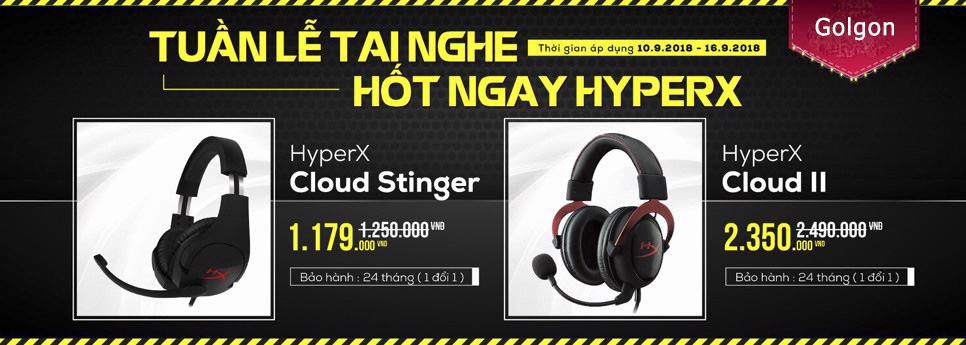 Golgon
TUẦN LỄ TAI NGHE
Thời gian áp dụng 10.9.2018 - 16.9.2018
HỐT NGAY HYPERX
HyperX
Cloud Stinger
1.250.000 VNĐ
1.179.000 VNĐ
Bảo hành : 24 tháng ( 1 đổi 1 )
HyperX
Cloud II
2.490.000 VNĐ
2.350.000 VNĐ
Bảo hành : 24 tháng ( 1 đổi 1 )